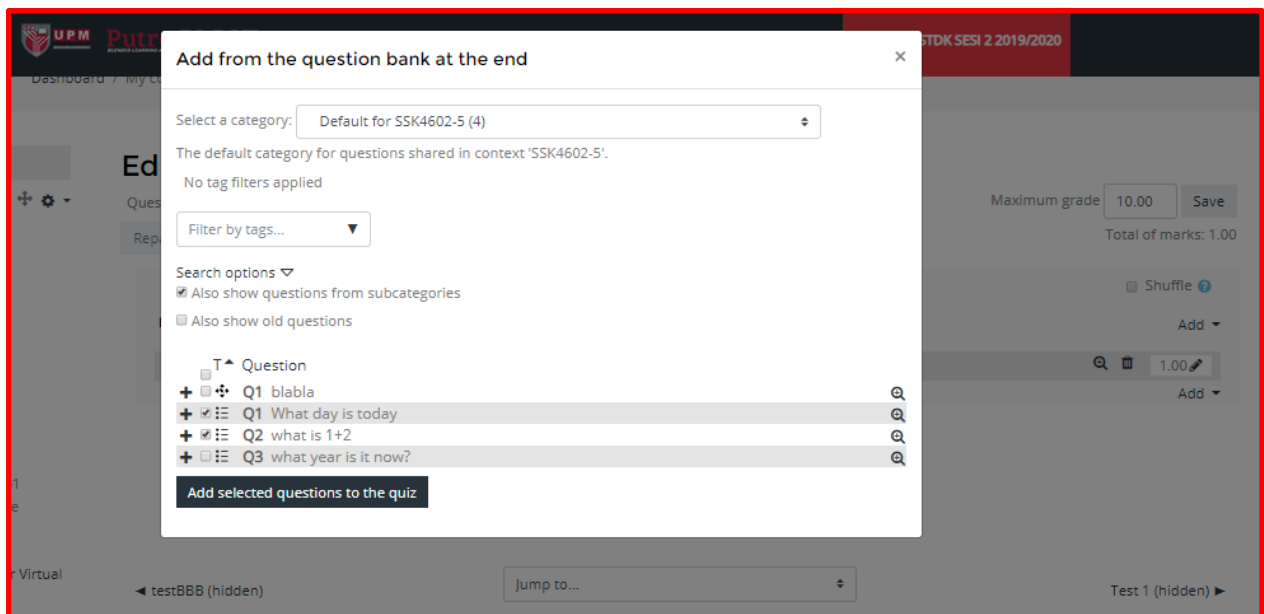 UPM
STDK SESI 2 2019/2020
Dashboard /
Add from the question bank at the end
×
Select a category: Default for SSK4602-5 (4)
The default category for questions shared in context 'SSK4602-5'.
No tag filters applied
Maximum grade 10.00 Save
Filter by tags...
Total of marks: 1.00
Search options
Also show questions from subcategories
Shuffle
Also show old questions
Add
T Question
1.00
Q1 blabla
Add
Q1 What day is today
Q2 what is 1+2
Q3 what year is it now?
Add selected questions to the quiz
Virtual
◄ testBBB (hidden)
Jump to...
Test 1 (hidden) ►